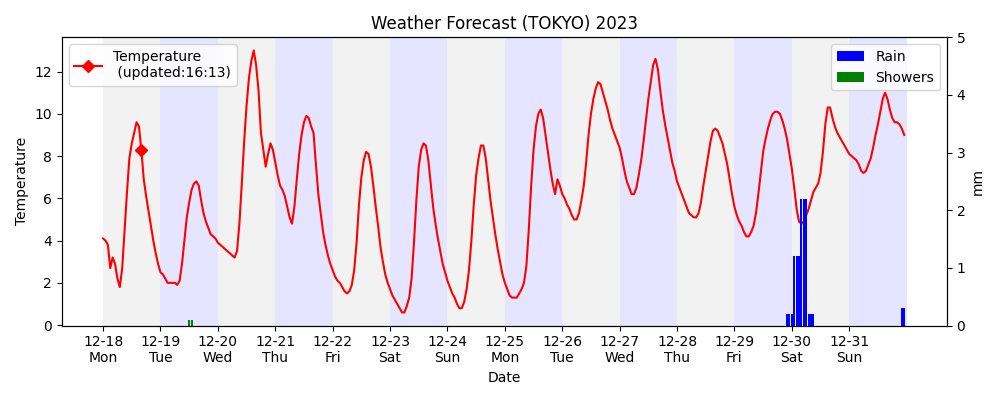 Weather Forecast (TOKYO) 2023
Temperature
(updated:16:13)
Rain
Showers
Temperature
0
2
4
6
8
10
12
mm
0
1
2
3
4
5
12-18 12-19 12-20 12-21 12-22 12-23 12-24 12-25 12-26 12-27 12-28 12-29 12-30 12-31
Mon Tue Wed Thu Fri Sat Sun Mon Tue Wed Thu Fri Sat Sun
Date